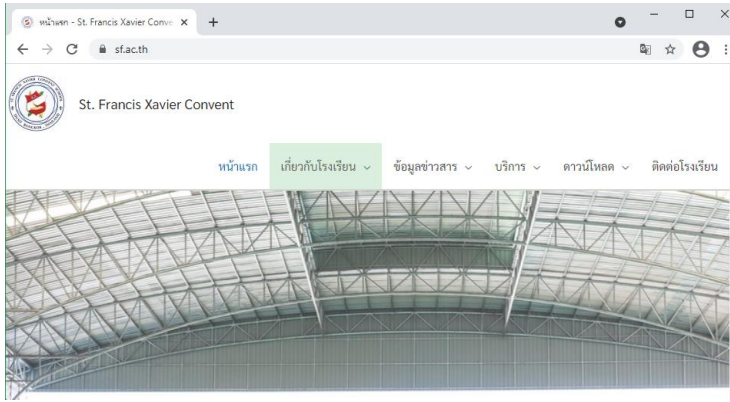 หน้าแรก - St. Francis Xavier Conve
sf.ac.th
St. Francis Xavier Convent
หน้าแรก เกี่ยวกับโรงเรียน ข้อมูลข่าวสาร บริการ ดาวน์โหลด ติดต่อโรงเรียน